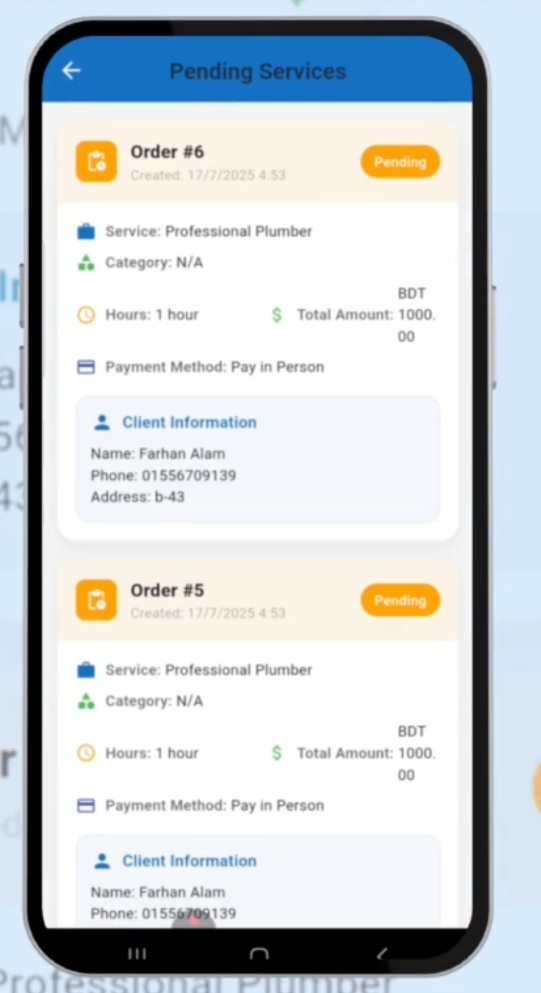 Pending Services
Order #6
Pending
Created: 17/7/2025 4:53
Service: Professional Plumber
Category: N/A
Hours: 1 hour
Total Amount: BDT 1000.00
Payment Method: Pay in Person
Client Information
Name: Farhan Alam
Phone: 01556709139
Address: b-43
Order #5
Pending
Created: 17/7/2025 4:53
Service: Professional Plumber
Category: N/A
Hours: 1 hour
Total Amount: BDT 1000.00
Payment Method: Pay in Person
Client Information
Name: Farhan Alam
Phone: 01556709139
Professional Plumber